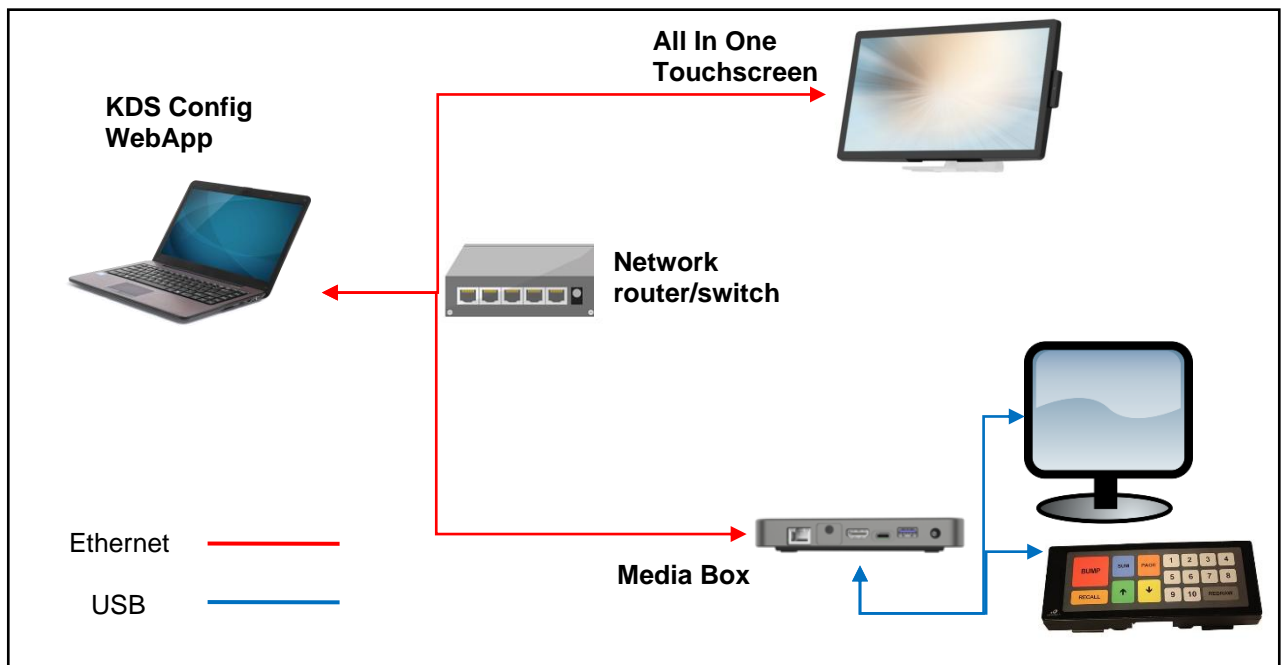 All In One
Touchscreen
KDS Config
WebApp
Network
router/switch
Ethernet
USB
Media Box
BUMP
SUM
PAGE
1 2 3 4
5 6 7 8
RECALL
↑
↓
9 10
REDRAW